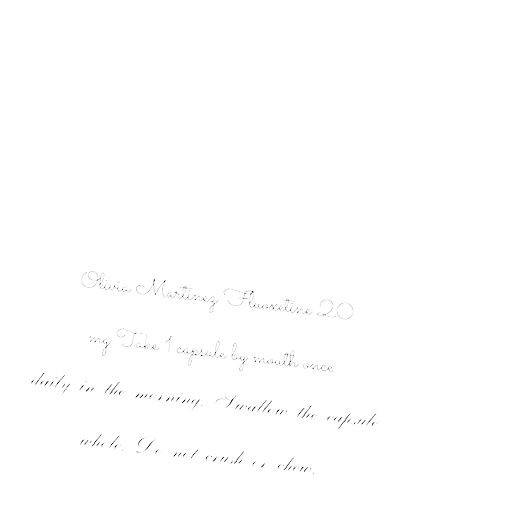 Olivia Martinez Fluoxetine 20
mg Take 1 capsule by mouth once
daily in the morning. Swallow the capsule
whole. Do not crush or chew.